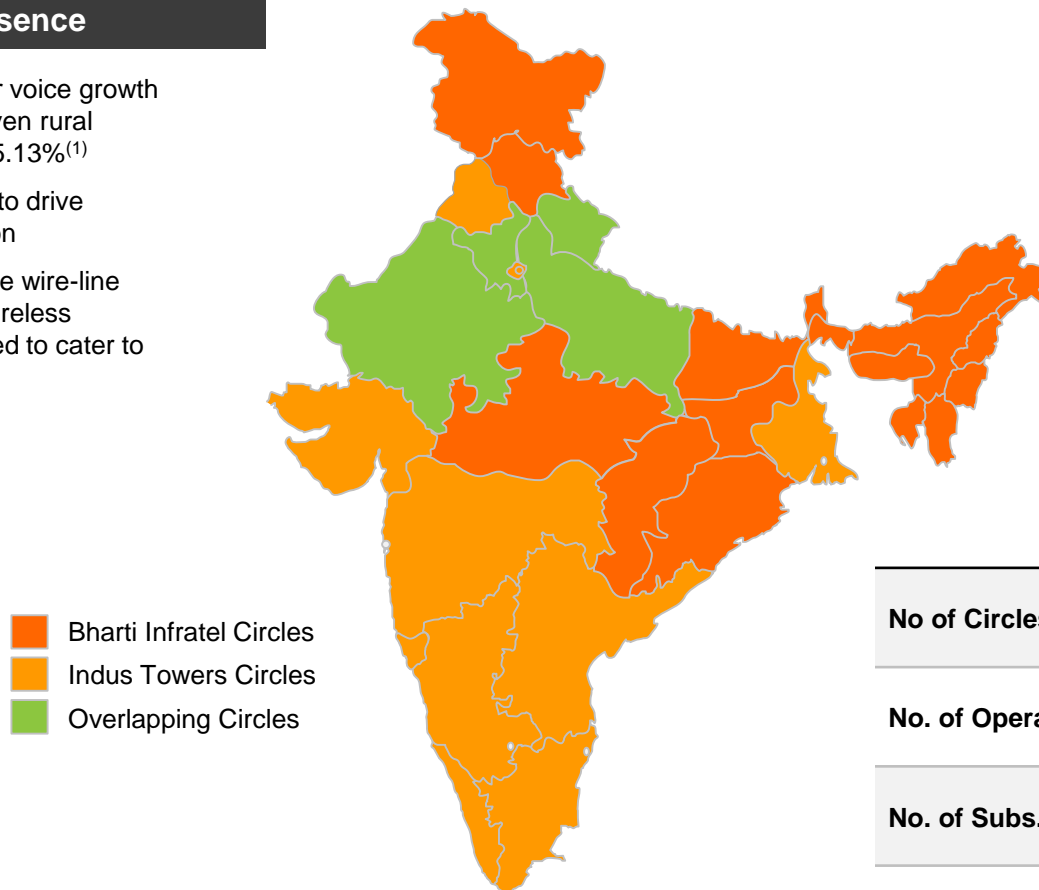 sence
r voice growth
ven rural
5.13%(1)
to drive
on
e wire-line
reless
ed to cater to
Bharti Infratel Circles
Indus Towers Circles
Overlapping Circles
No of Circles
No. of Opera
No. of Subs.